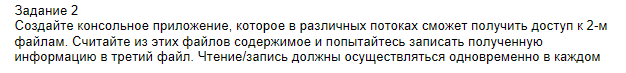 Задание 2
Создайте консольное приложение, которое в различных потоках сможет получить доступ к 2-м
файлам. Считайте из этих файлов содержимое и попытайтесь записать полученную
информацию в третий файл. Чтение/запись должны осуществляться одновременно в каждом